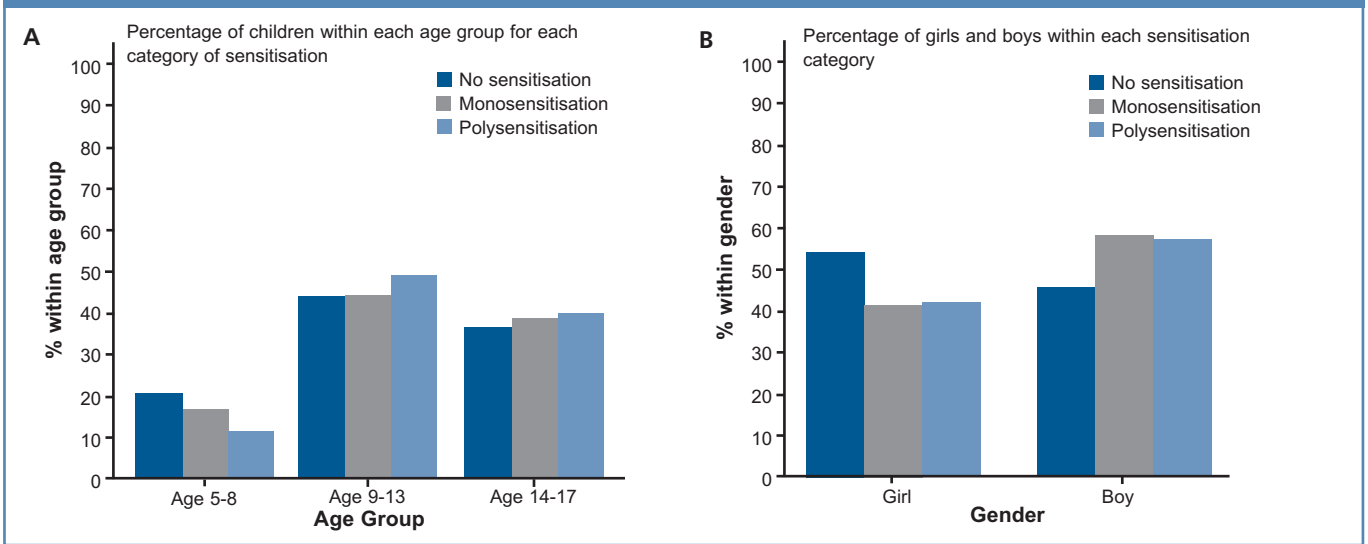 A
Percentage of children within each age group for each
category of sensitisation
No sensitisation
Monosensitisation
Polysensitisation
% within age group
100
90
80
70
60
50
40
30
20
10
0
Age 5-8
Age 9-13
Age 14-17
Age Group
B
Percentage of girls and boys within each sensitisation
category
No sensitisation
Monosensitisation
Polysensitisation
% within gender
100
90
80
70
60
50
40
30
20
10
0
Girl
Boy
Gender